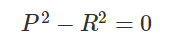 P² − R² = 0